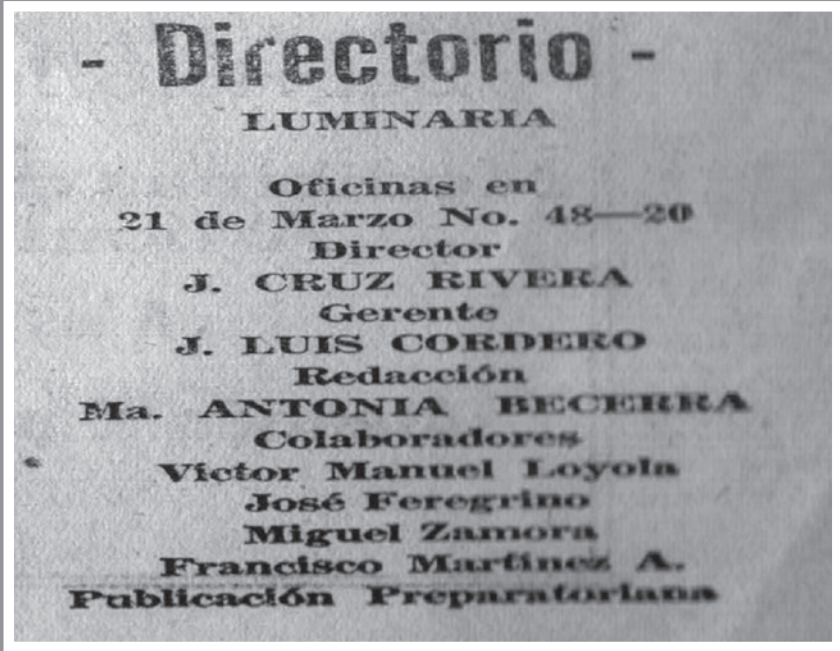 - Directorio -
LUMINARIA
Oficinas en
21 de Marzo No. 48—20
Director
J. CRUZ RIVERA
Gerente
J. LUIS CORDERO
Redacción
Ma. ANTONIA BECERRA
Colaboradores
Víctor Manuel Loyola
José Feregrino
Miguel Zamora
Francisco Martínez A.
Publicación Preparatoriana